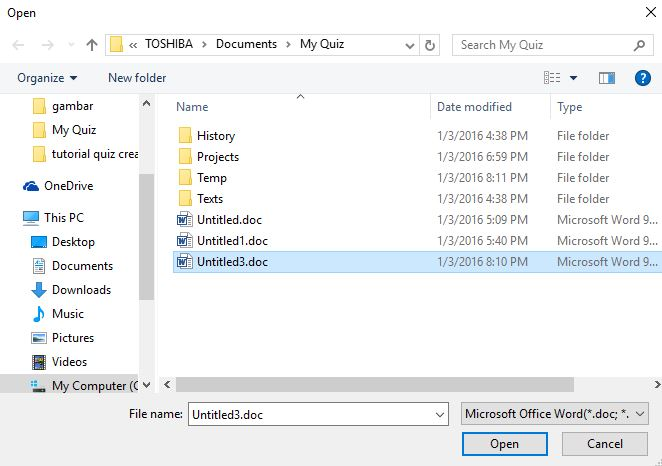 Open
« TOSHIBA > Documents > My Quiz
Search My Quiz
Organize
New folder
?
gambar
My Quiz
tutorial quiz crea
OneDrive
This PC
Desktop
Documents
Downloads
Music
Pictures
Videos
My Computer (C
Name Date modified Type
History 1/3/2016 4:38 PM File folder
Projects 1/3/2016 6:59 PM File folder
Temp 1/3/2016 8:11 PM File folder
Texts 1/3/2016 4:38 PM File folder
Untitled.doc 1/3/2016 5:09 PM Microsoft Word 9...
Untitled1.doc 1/3/2016 5:40 PM Microsoft Word 9...
Untitled3.doc 1/3/2016 8:10 PM Microsoft Word 9...
File name: Untitled3.doc
Microsoft Office Word(*.doc; *.
Open
Cancel